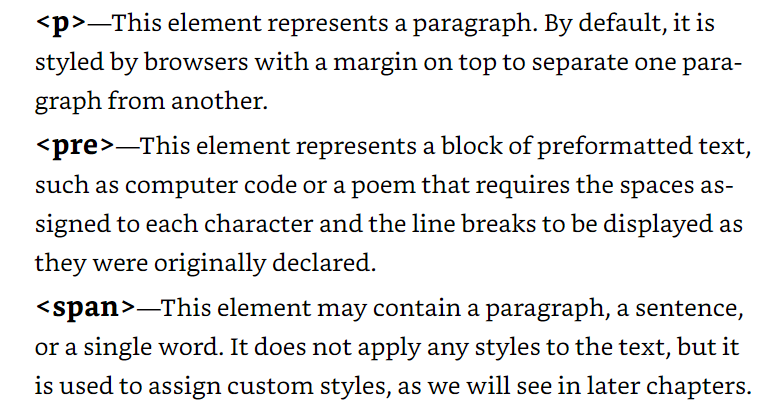 <p>—This element represents a paragraph. By default, it is
styled by browsers with a margin on top to separate one para-
graph from another.
<pre>—This element represents a block of preformatted text,
such as computer code or a poem that requires the spaces as-
signed to each character and the line breaks to be displayed as
they were originally declared.
<span>—This element may contain a paragraph, a sentence,
or a single word. It does not apply any styles to the text, but it
is used to assign custom styles, as we will see in later chapters.